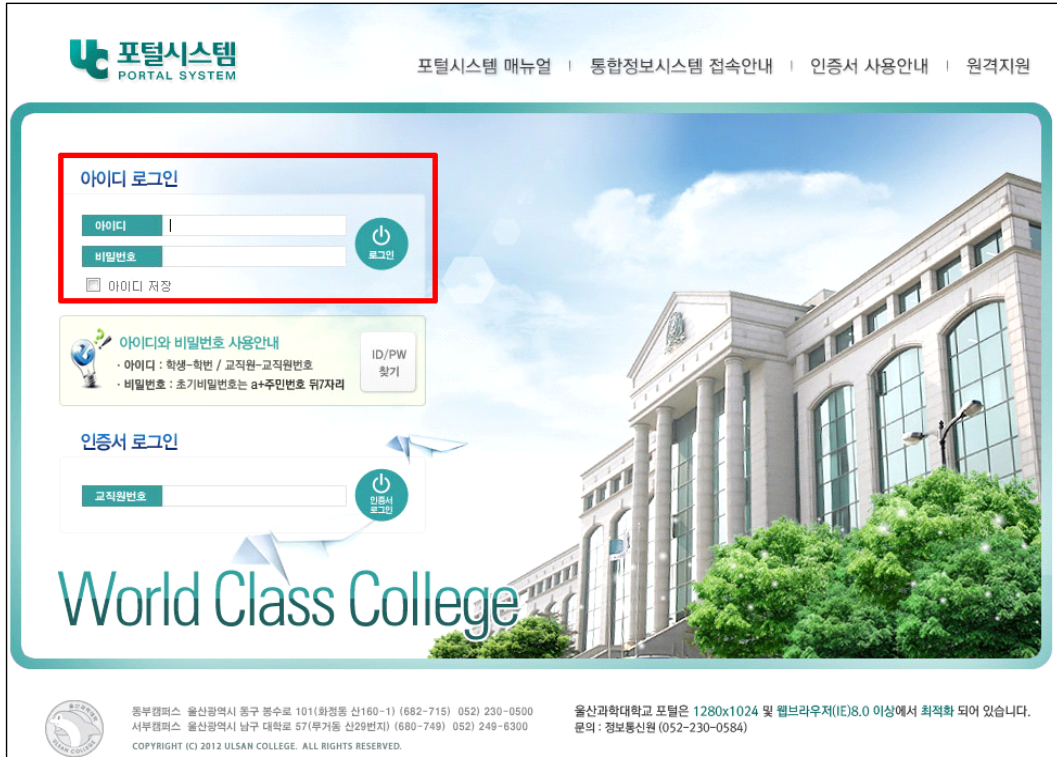 UC 포털시스템
PORTAL SYSTEM
포털시스템 매뉴얼 | 통합정보시스템 접속안내 | 인증서 사용안내 | 원격지원
아이디 로그인
아이디
비밀번호
로그인
아이디 저장
아이디와 비밀번호 사용안내
· 아이디 : 학생-학번 / 교직원-교직원번호
· 비밀번호 : 초기비밀번호는 a+주민번호 뒤7자리
ID/PW
찾기
인증서 로그인
교직원번호
인증서
로그인
World Class College
울산과학대학
ULSAN COLLEGE
동부캠퍼스 울산광역시 동구 봉수로 101(화정동 산160-1) (682-715) 052) 230-0500
서부캠퍼스 울산광역시 남구 대학로 57(무거동 산29번지) (680-749) 052) 249-6300
COPYRIGHT (C) 2012 ULSAN COLLEGE. ALL RIGHTS RESERVED.
울산과학대학교 포털은 1280x1024 및 웹브라우저(IE)8.0 이상에서 최적화 되어 있습니다.
문의 : 정보통신원 (052-230-0584)